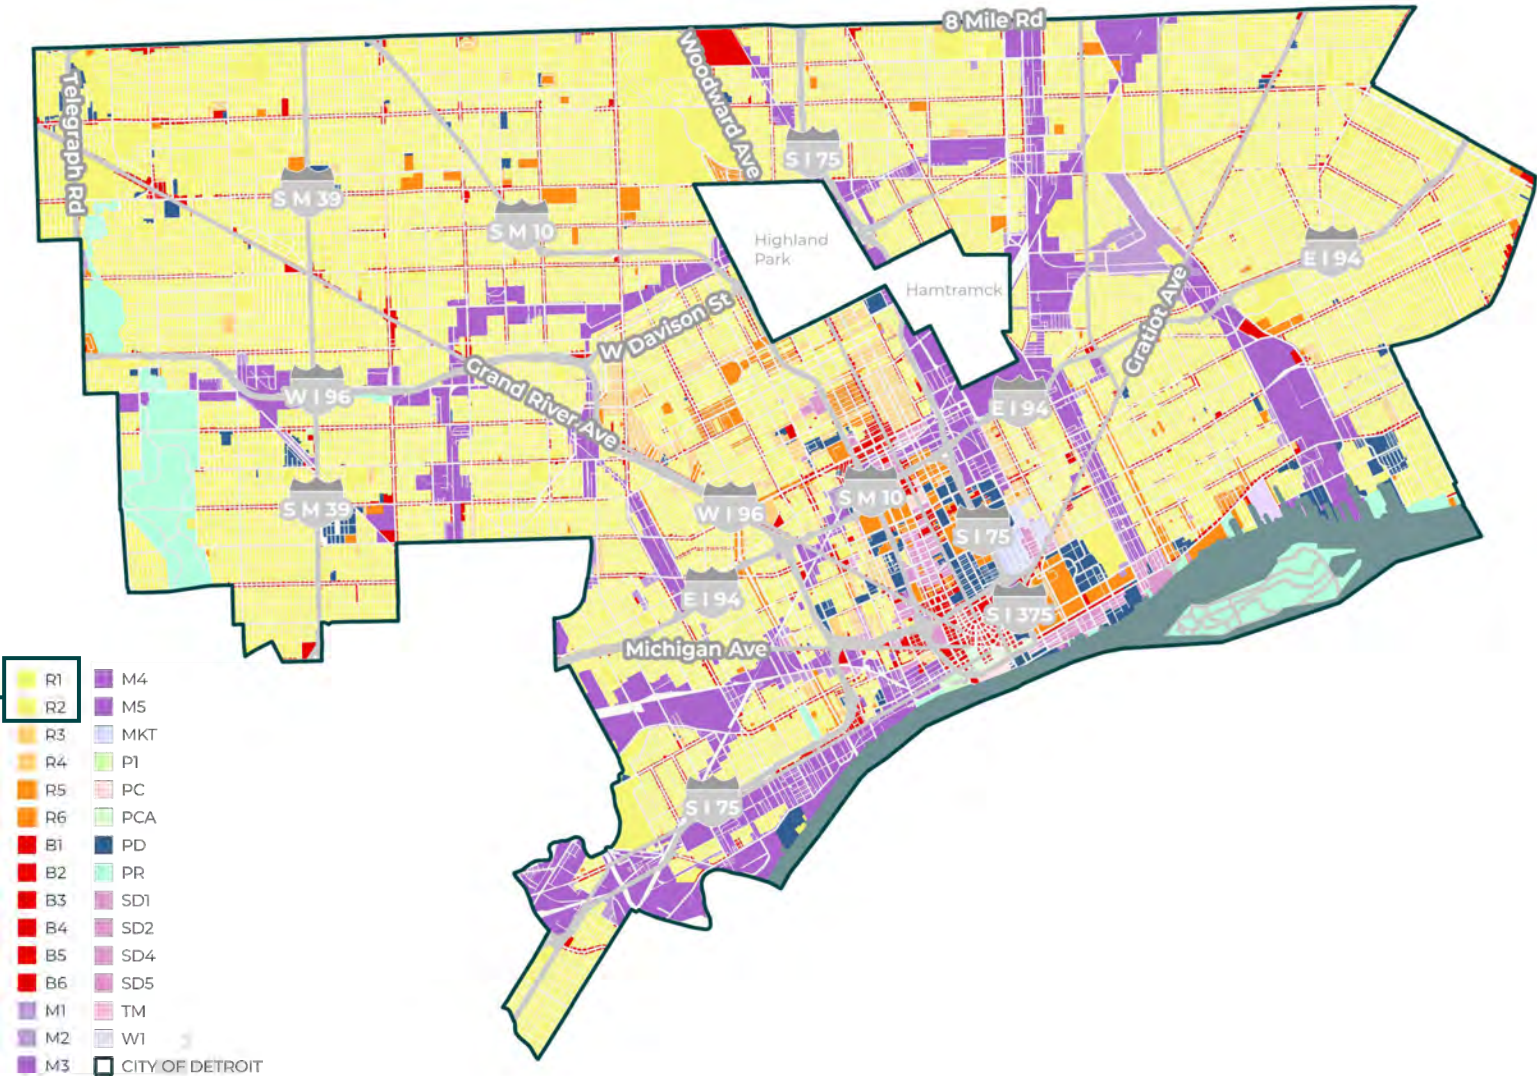 8 Mile Rd
Woodward Ave
Telegraph Rd
S I 75
S M 39
S M 10
Highland
Park
E I 94
Hamtramck
Gratiot Ave
W Davison St
Grand River Ave
W I 96
E I 94
S M 39
W I 96
S M 10
S I 75
E I 94
S I 375
Michigan Ave
S I 75
R1
R2
R3
R4
R5
R6
B1
B2
B3
B4
B5
B6
M1
M2
M3
M4
M5
MKT
P1
PC
PCA
PD
PR
SD1
SD2
SD4
SD5
TM
W1
CITY OF DETROIT